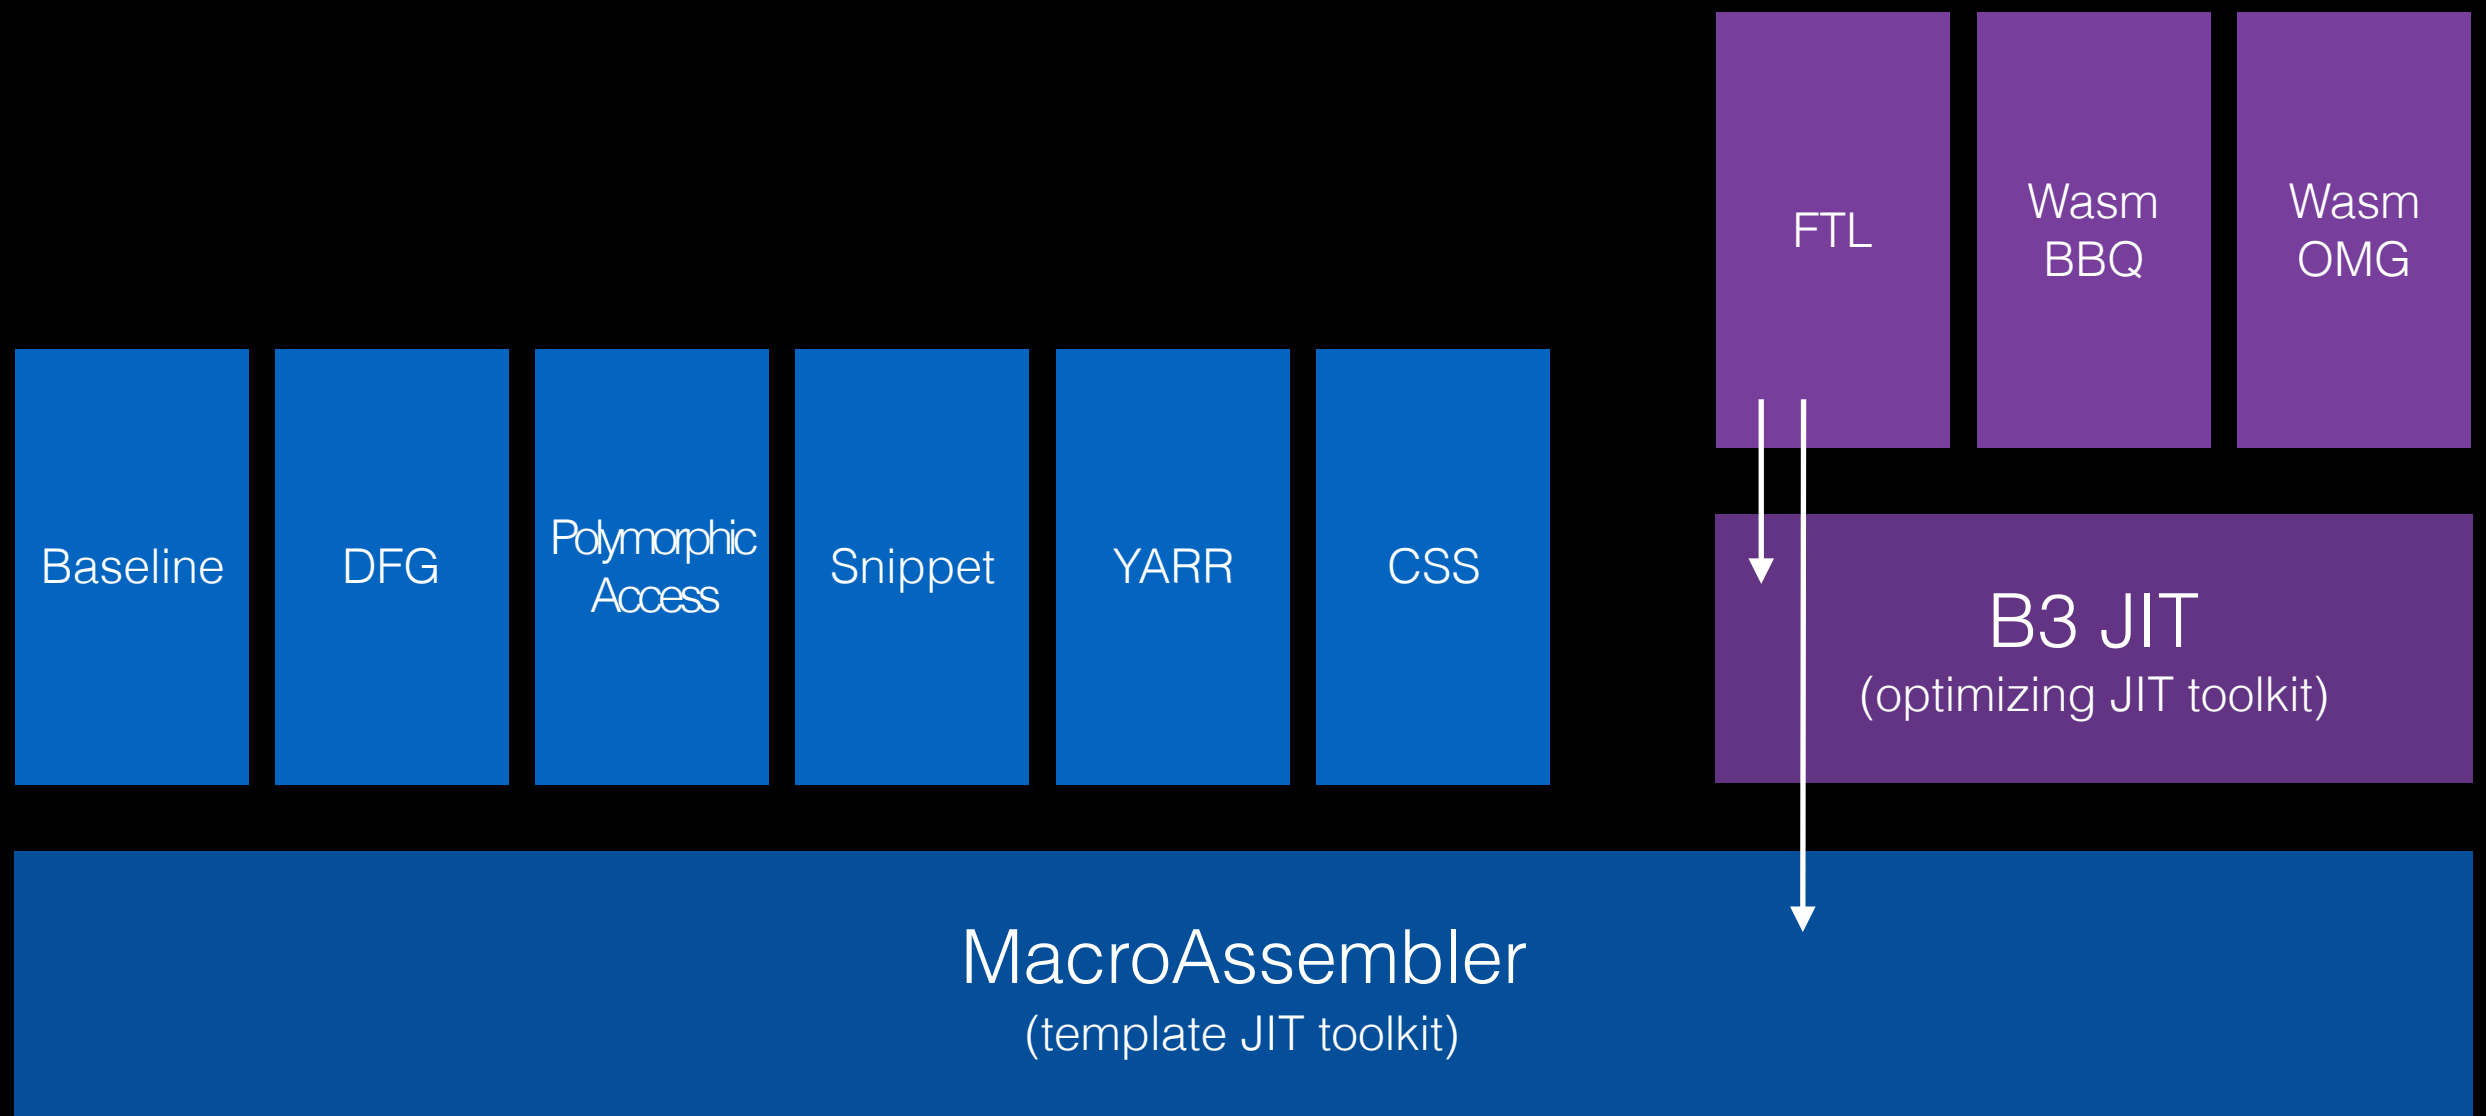 FTL
Wasm
BBQ
Wasm
OMG
Baseline
DFG
Polymorphic
Access
Snippet
YARR
CSS
B3 JIT
(optimizing JIT toolkit)
MacroAssembler
(template JIT toolkit)